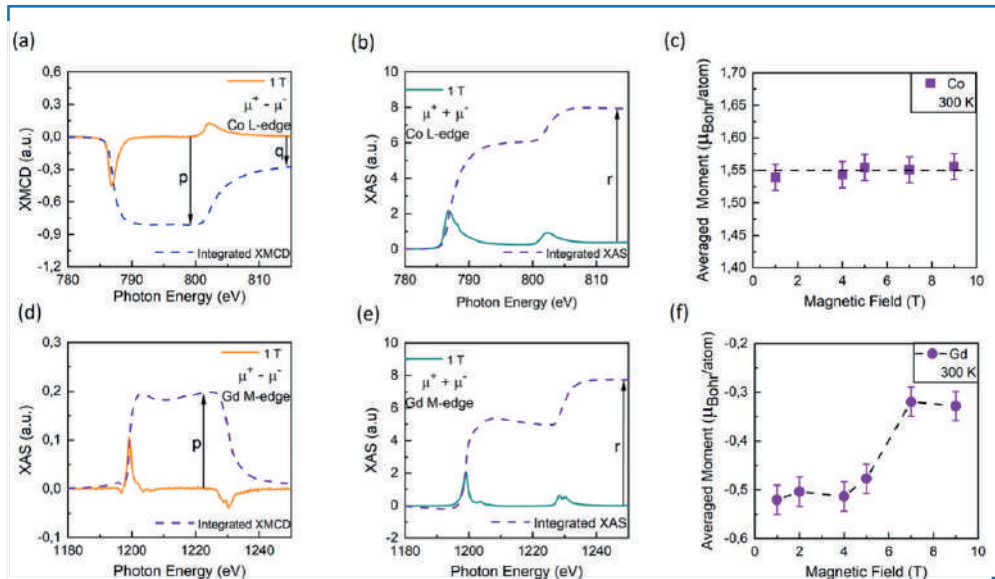 (a)
XMCD (a.u.)
0,6
0,3
0,0
-0,3
-0,6
-0,9
-1,2
1 T
μ⁺ - μ⁻
Co L-edge
p
q
Integrated XMCD
780 790 800 810
Photon Energy (eV)
(b)
XAS (a.u.)
8
6
4
2
0
1 T
μ⁺ + μ⁻
Co L-edge
r
Integrated XAS
780 790 800 810
Photon Energy (eV)
(c)
Averaged Moment (μBohr/atom)
1,70
1,65
1,60
1,55
1,50
1,45
1,40
Co
300 K
0 2 4 6 8 10
Magnetic Field (T)
(d)
XAS (a.u.)
0,3
0,2
0,1
0,0
-0,1
1 T
μ⁺ - μ⁻
Gd M-edge
p
Integrated XMCD
1180 1200 1220 1240
Photon Energy (eV)
(e)
XAS (a.u)
10
8
6
4
2
0
-2
1 T
μ⁺ + μ⁻
Gd M-edge
r
Integrated XAS
1180 1200 1220 1240
Photon Energy (eV)
(f)
Averaged Moment (μBohr/atom)
-0,2
-0,3
-0,4
-0,5
-0,6
Gd
300 K
0 2 4 6 8 10
Magnetic Field (T)